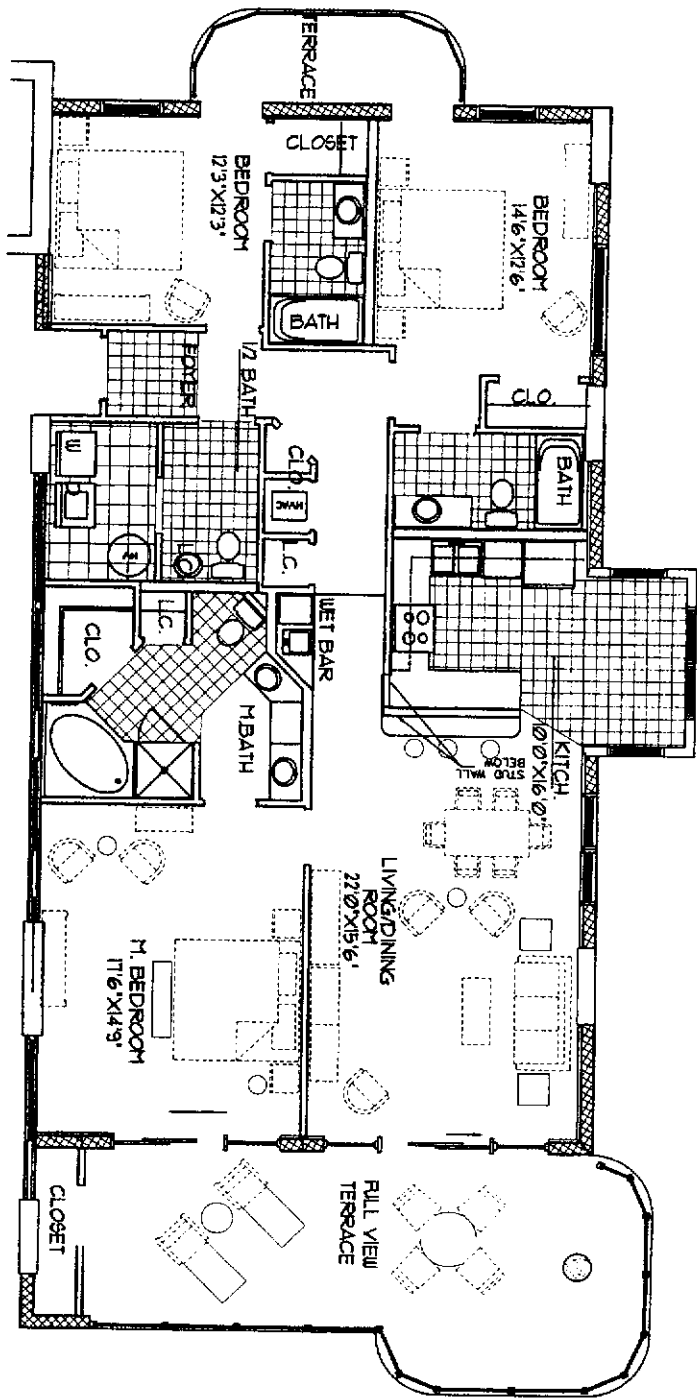 TERRACE
CLOSET
BEDROOM
12'3"X12'3"
BEDROOM
14'6"X12'6"
BATH
FOYER
1/2 BATH
CLO.
CLO.
BATH
W
HVAC
HW
L.C.
WET BAR
CLO.
L.C.
M.BATH
STUD WALL
BELOW
KITCH.
10'0"X16'0"
LIVING/DINING
ROOM
22'0"X15'6"
M. BEDROOM
17'6"X14'9"
FULL VIEW
TERRACE
CLOSET